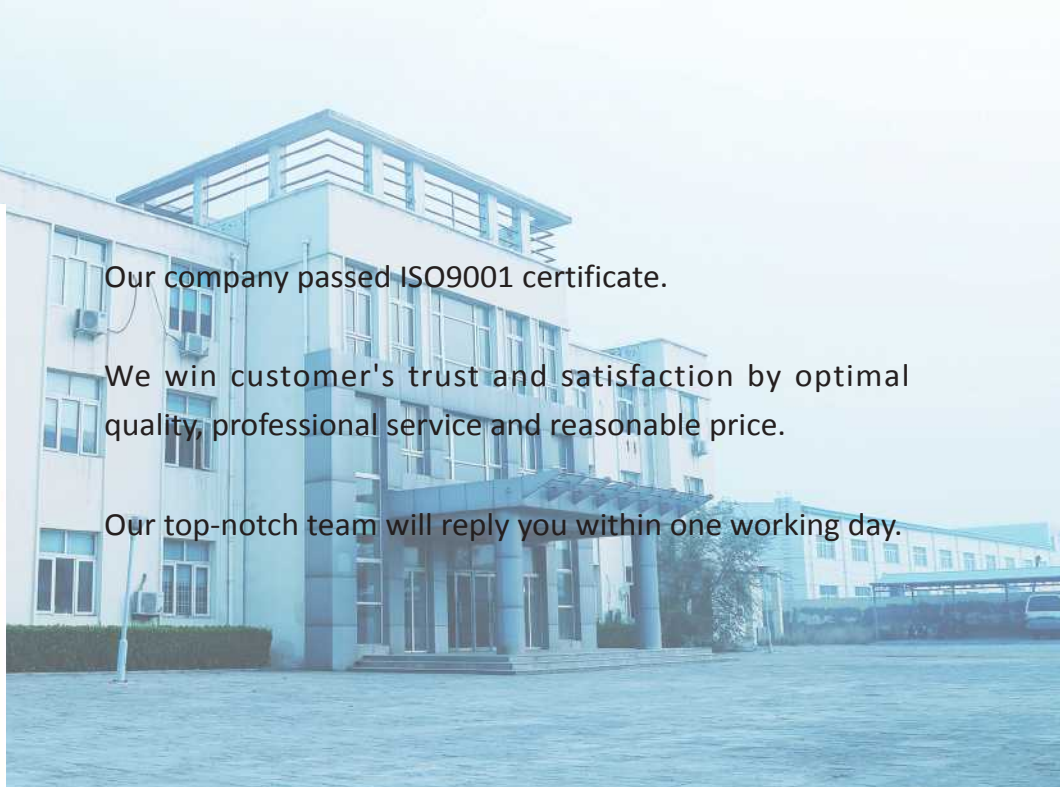 Our company passed ISO9001 certificate.
We win customer's trust and satisfaction by optimal
quality, professional service and reasonable price.
Our top-notch team will reply you within one working day.